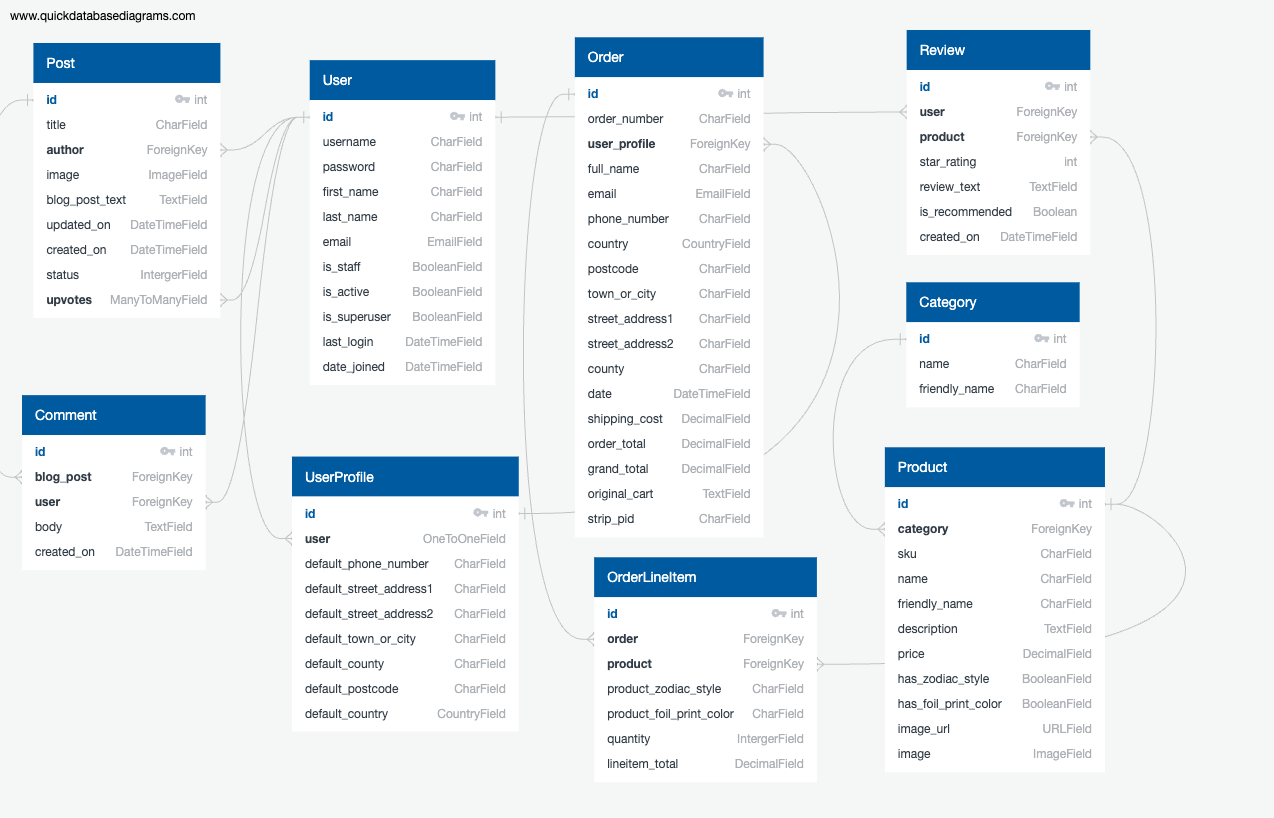 www.quickdatabasediagrams.com
Post
id int
title CharField
author ForeignKey
image ImageField
blog_post_text TextField
updated_on DateTimeField
created_on DateTimeField
status IntergerField
upvotes ManyToManyField
User
id int
username CharField
password CharField
first_name CharField
last_name CharField
email EmailField
is_staff BooleanField
is_active BooleanField
is_superuser BooleanField
last_login DateTimeField
date_joined DateTimeField
Order
id int
order_number CharField
user_profile ForeignKey
full_name CharField
email EmailField
phone_number CharField
country CountryField
postcode CharField
town_or_city CharField
street_address1 CharField
street_address2 CharField
county CharField
date DateTimeField
shipping_cost DecimalField
order_total DecimalField
grand_total DecimalField
original_cart TextField
strip_pid CharField
Review
id int
user ForeignKey
product ForeignKey
star_rating int
review_text TextField
is_recommended Boolean
created_on DateTimeField
Category
id int
name CharField
friendly_name CharField
Comment
id int
blog_post ForeignKey
user ForeignKey
body TextField
created_on DateTimeField
UserProfile
id int
user OneToOneField
default_phone_number CharField
default_street_address1 CharField
default_street_address2 CharField
default_town_or_city CharField
default_county CharField
default_postcode CharField
default_country CountryField
OrderLineItem
id int
order ForeignKey
product ForeignKey
product_zodiac_style CharField
product_foil_print_color CharField
quantity IntergerField
lineitem_total DecimalField
Product
id int
category ForeignKey
sku CharField
name CharField
friendly_name CharField
description TextField
price DecimalField
has_zodiac_style BooleanField
has_foil_print_color BooleanField
image_url URLField
image ImageField